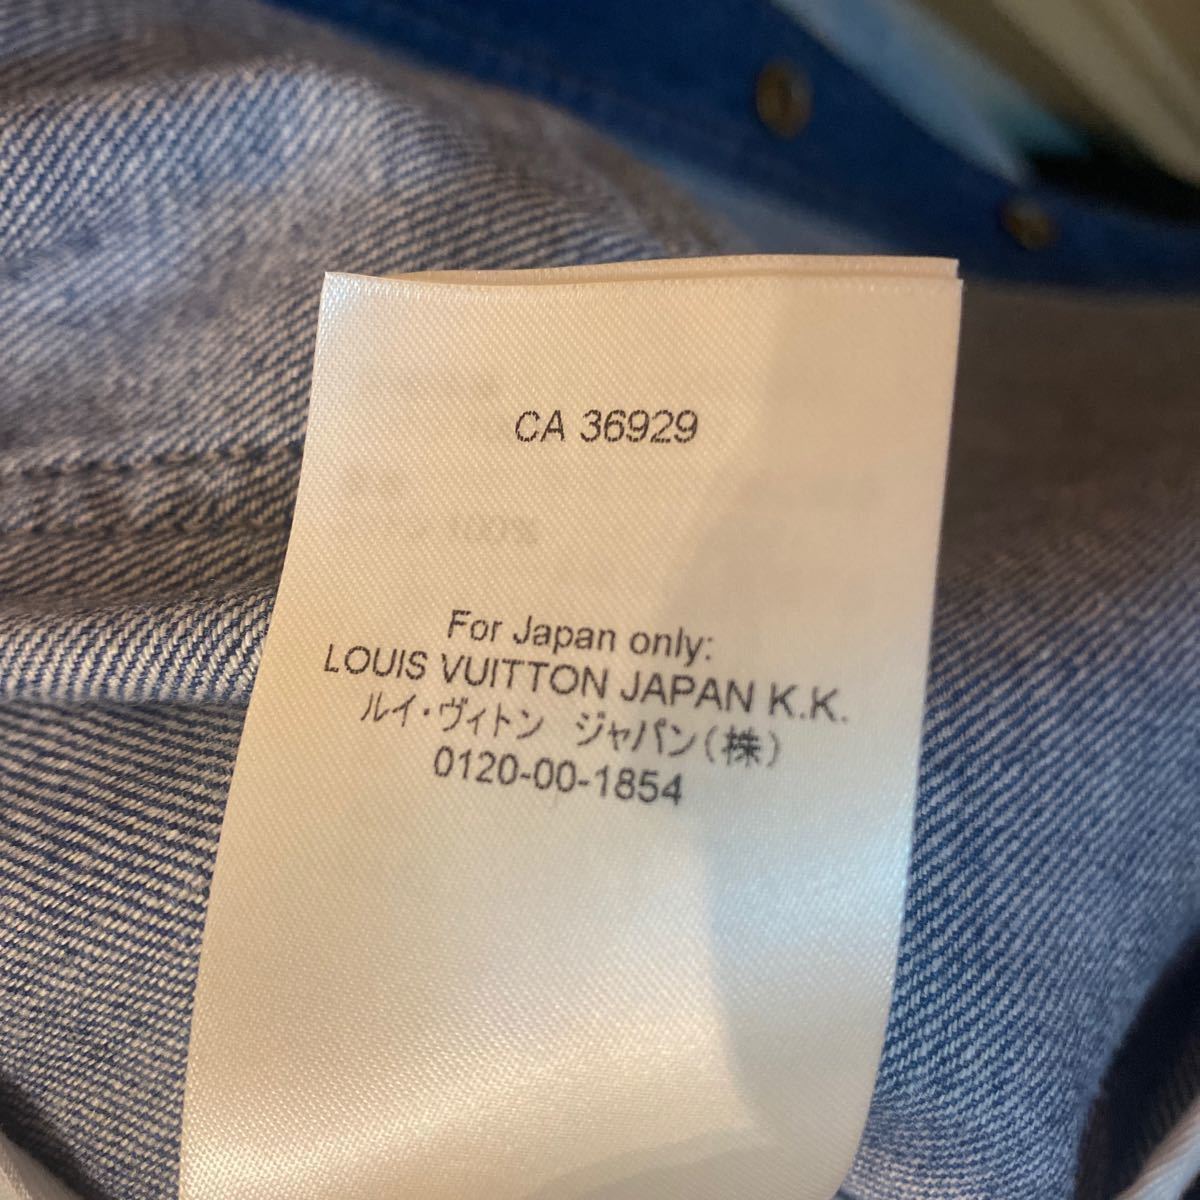 CA 36929
100%
For Japan only:
LOUIS VUITTON JAPAN K.K.
ルイ・ヴィトン ジャパン(株)
0120-00-1854